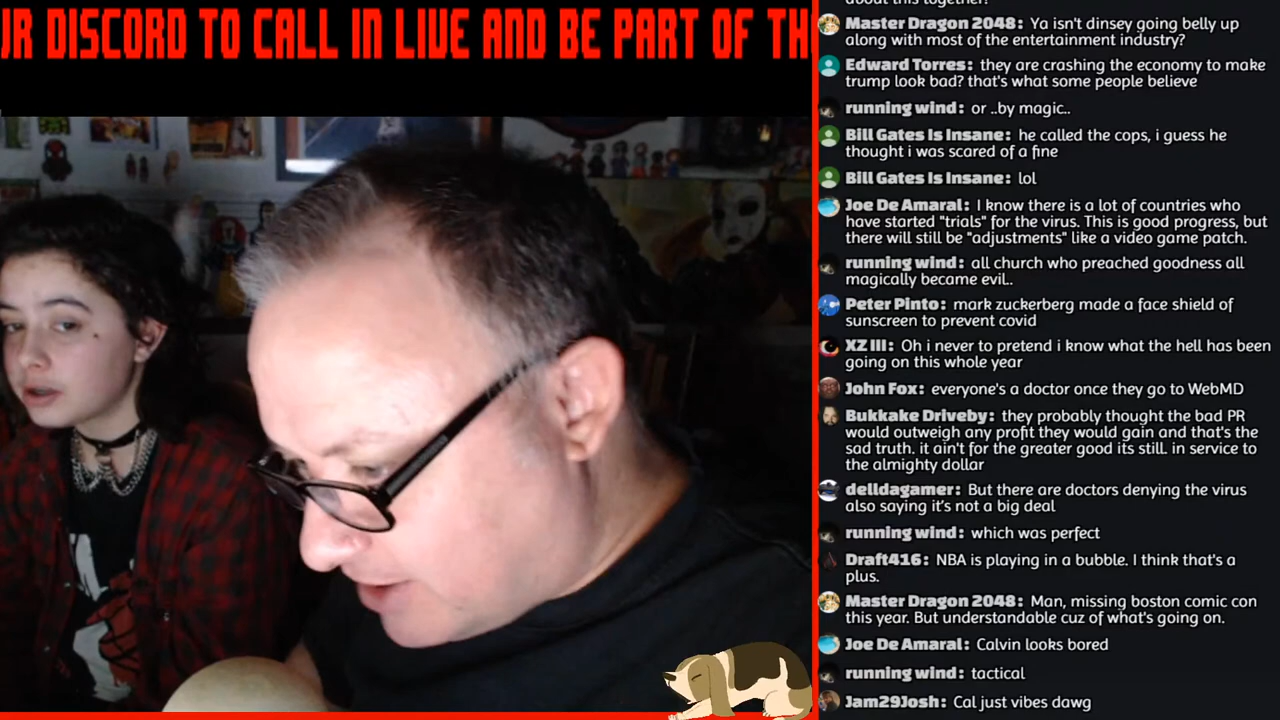 UR DISCORD TO CALL IN LIVE AND BE PART OF TH
about this together?
Master Dragon 2048: Ya isn't dinsey going belly up
along with most of the entertainment industry?
Edward Torres: they are crashing the economy to make
trump look bad? that's what some people believe
running wind: or ..by magic..
Bill Gates Is Insane: he called the cops, i guess he
thought i was scared of a fine
Bill Gates Is Insane: lol
Joe De Amaral: I know there is a lot of countries who
have started "trials" for the virus. This is good progress, but
there will still be "adjustments" like a video game patch.
running wind: all church who preached goodness all
magically became evil..
Peter Pinto: mark zuckerberg made a face shield of
sunscreen to prevent covid
XZ III: Oh i never to pretend i know what the hell has been
going on this whole year
John Fox: everyone's a doctor once they go to WebMD
Bukkake Driveby: they probably thought the bad PR
would outweigh any profit they would gain and that's the
sad truth. it ain't for the greater good its still. in service to
the almighty dollar
delldagamer: But there are doctors denying the virus
also saying it's not a big deal
running wind: which was perfect
Draft416: NBA is playing in a bubble. I think that's a
plus.
Master Dragon 2048: Man, missing boston comic con
this year. But understandable cuz of what's going on.
Joe De Amaral: Calvin looks bored
running wind: tactical
Jam29Josh: Cal just vibes dawg